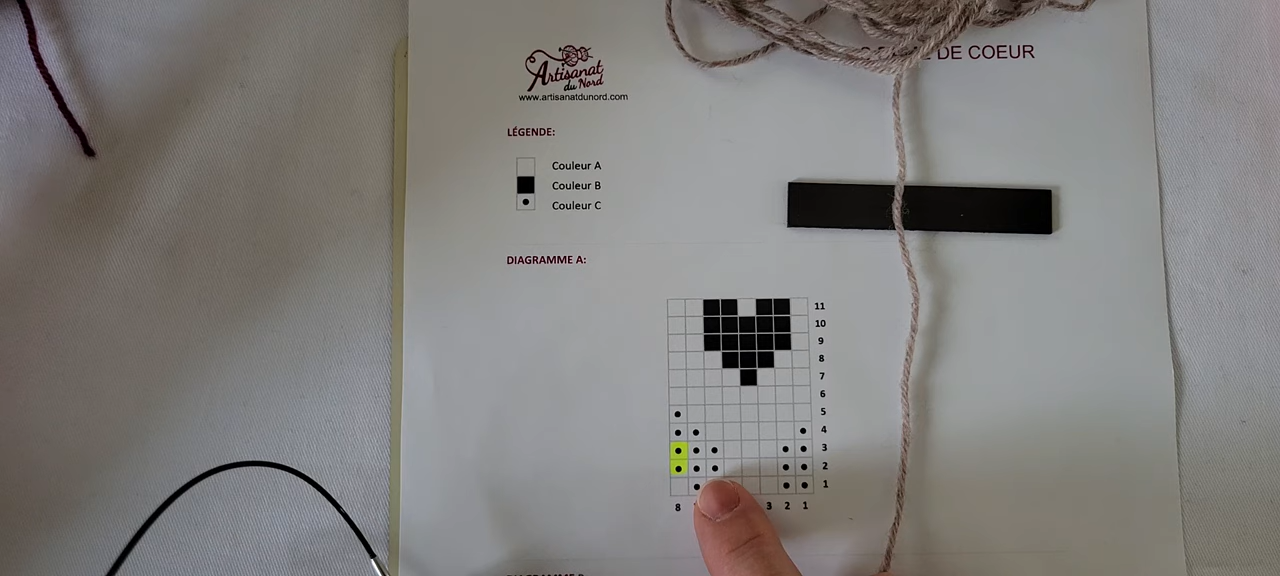 DE COEUR
Artisanat
du Nord
www.artisanatdunord.com
LÉGENDE:
Couleur A
Couleur B
Couleur C
DIAGRAMME A:
11
10
9
8
7
6
5
4
3
2
1
8 3 2 1